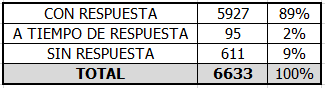 CON RESPUESTA 5927 89%
A TIEMPO DE RESPUESTA 95 2%
SIN RESPUESTA 611 9%
TOTAL 6633 100%